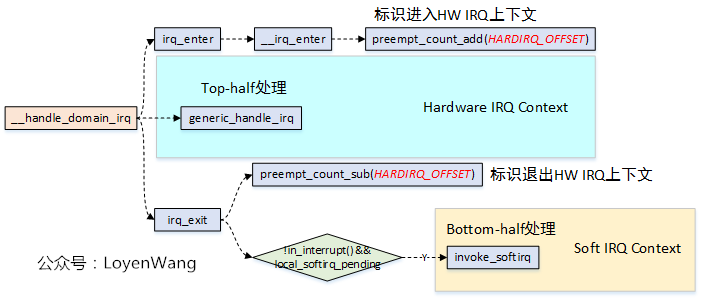 标识进入HW IRQ上下文
irq_enter
__irq_enter
preempt_count_add(HARDIRQ_OFFSET)
Top-half处理
generic_handle_irq
Hardware IRQ Context
__handle_domain_irq
preempt_count_sub(HARDIRQ_OFFSET)
标识退出HW IRQ上下文
irq_exit
!in_interrupt() &&
local_softirq_pending
Y
Bottom-half处理
invoke_softirq
Soft IRQ Context
公众号：LoyenWang